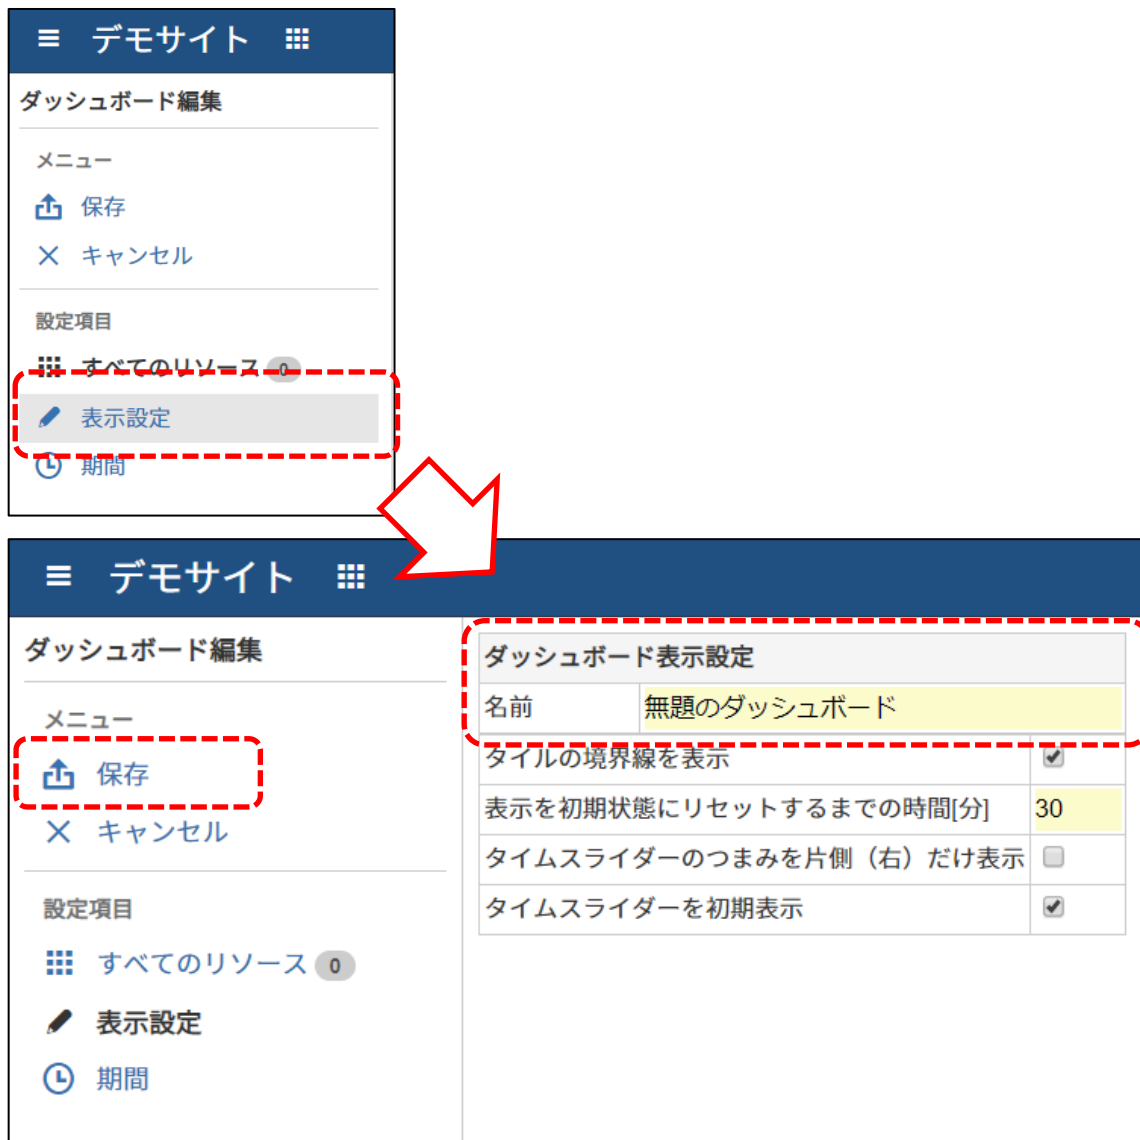 デモサイト
ダッシュボード編集
メニュー
保存
キャンセル
設定項目
すべてのリソース 0
表示設定
期間
デモサイト
ダッシュボード編集
メニュー
保存
キャンセル
設定項目
すべてのリソース 0
表示設定
期間
ダッシュボード表示設定
名前 無題のダッシュボード
タイルの境界線を表示
表示を初期状態にリセットするまでの時間[分] 30
タイムスライダーのつまみを片側（右）だけ表示
タイムスライダーを初期表示